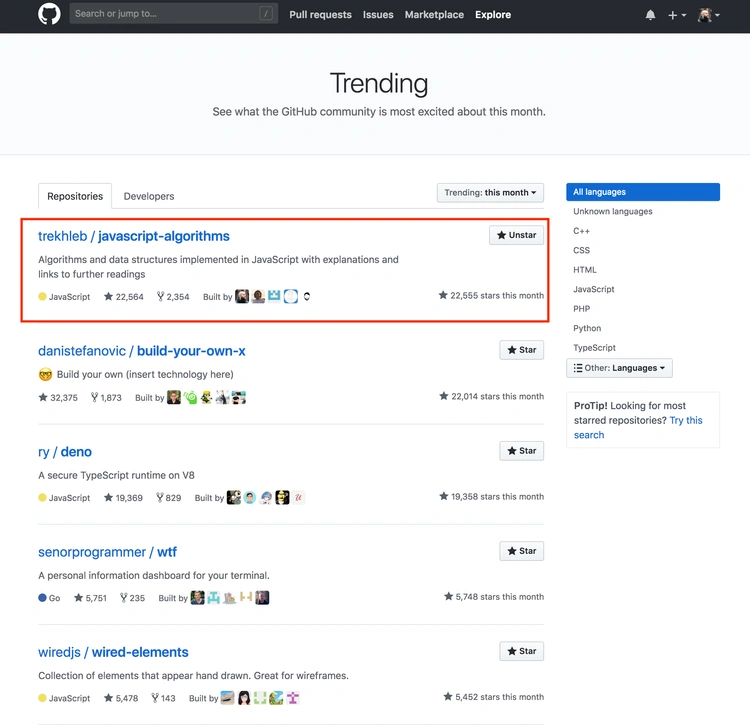 Search or jump to... /
Pull requests Issues Marketplace Explore
Trending
See what the GitHub community is most excited about this month.
Repositories Developers
Trending: this month
trekhleb / javascript-algorithms
Unstar
Algorithms and data structures implemented in JavaScript with explanations and
links to further readings
JavaScript 22,564 2,354 Built by
22,555 stars this month
danistefanovic / build-your-own-x
Star
🤓 Build your own (insert technology here)
32,375 1,873 Built by
22,014 stars this month
ry / deno
Star
A secure TypeScript runtime on V8
JavaScript 19,369 829 Built by
19,358 stars this month
senorprogrammer / wtf
Star
A personal information dashboard for your terminal.
Go 5,751 235 Built by
5,748 stars this month
wiredjs / wired-elements
Star
Collection of elements that appear hand drawn. Great for wireframes.
JavaScript 5,478 143 Built by
5,452 stars this month
All languages
Unknown languages
C++
CSS
HTML
JavaScript
PHP
Python
TypeScript
Other: Languages
ProTip! Looking for most
starred repositories? Try this
search